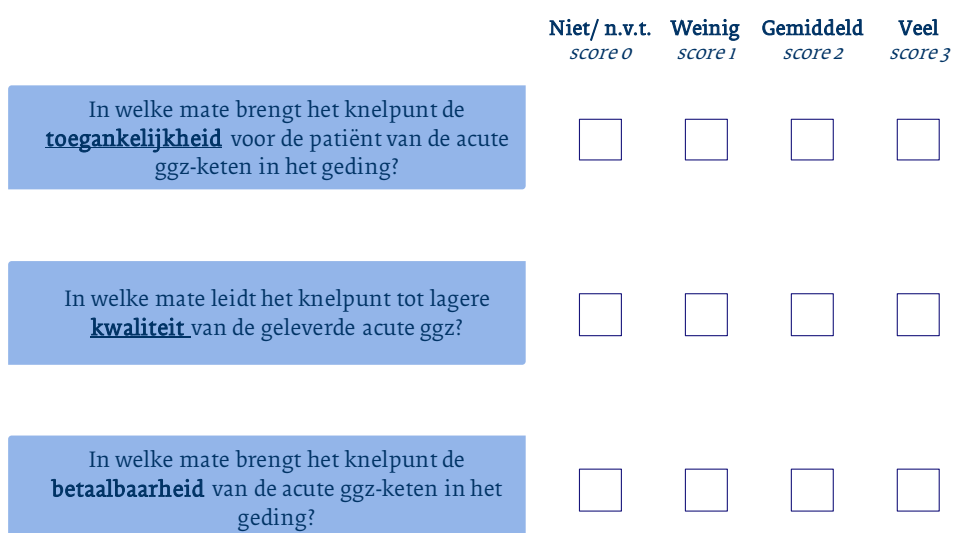 Niet/ n.v.t. Weinig Gemiddeld Veel
score 0 score 1 score 2 score 3
In welke mate brengt het knelpunt de
toegankelijkheid voor de patiënt van de acute
ggz-keten in het geding?
In welke mate leidt het knelpunt tot lagere
kwaliteit van de geleverde acute ggz?
In welke mate brengt het knelpunt de
betaalbaarheid van de acute ggz-keten in het
geding?